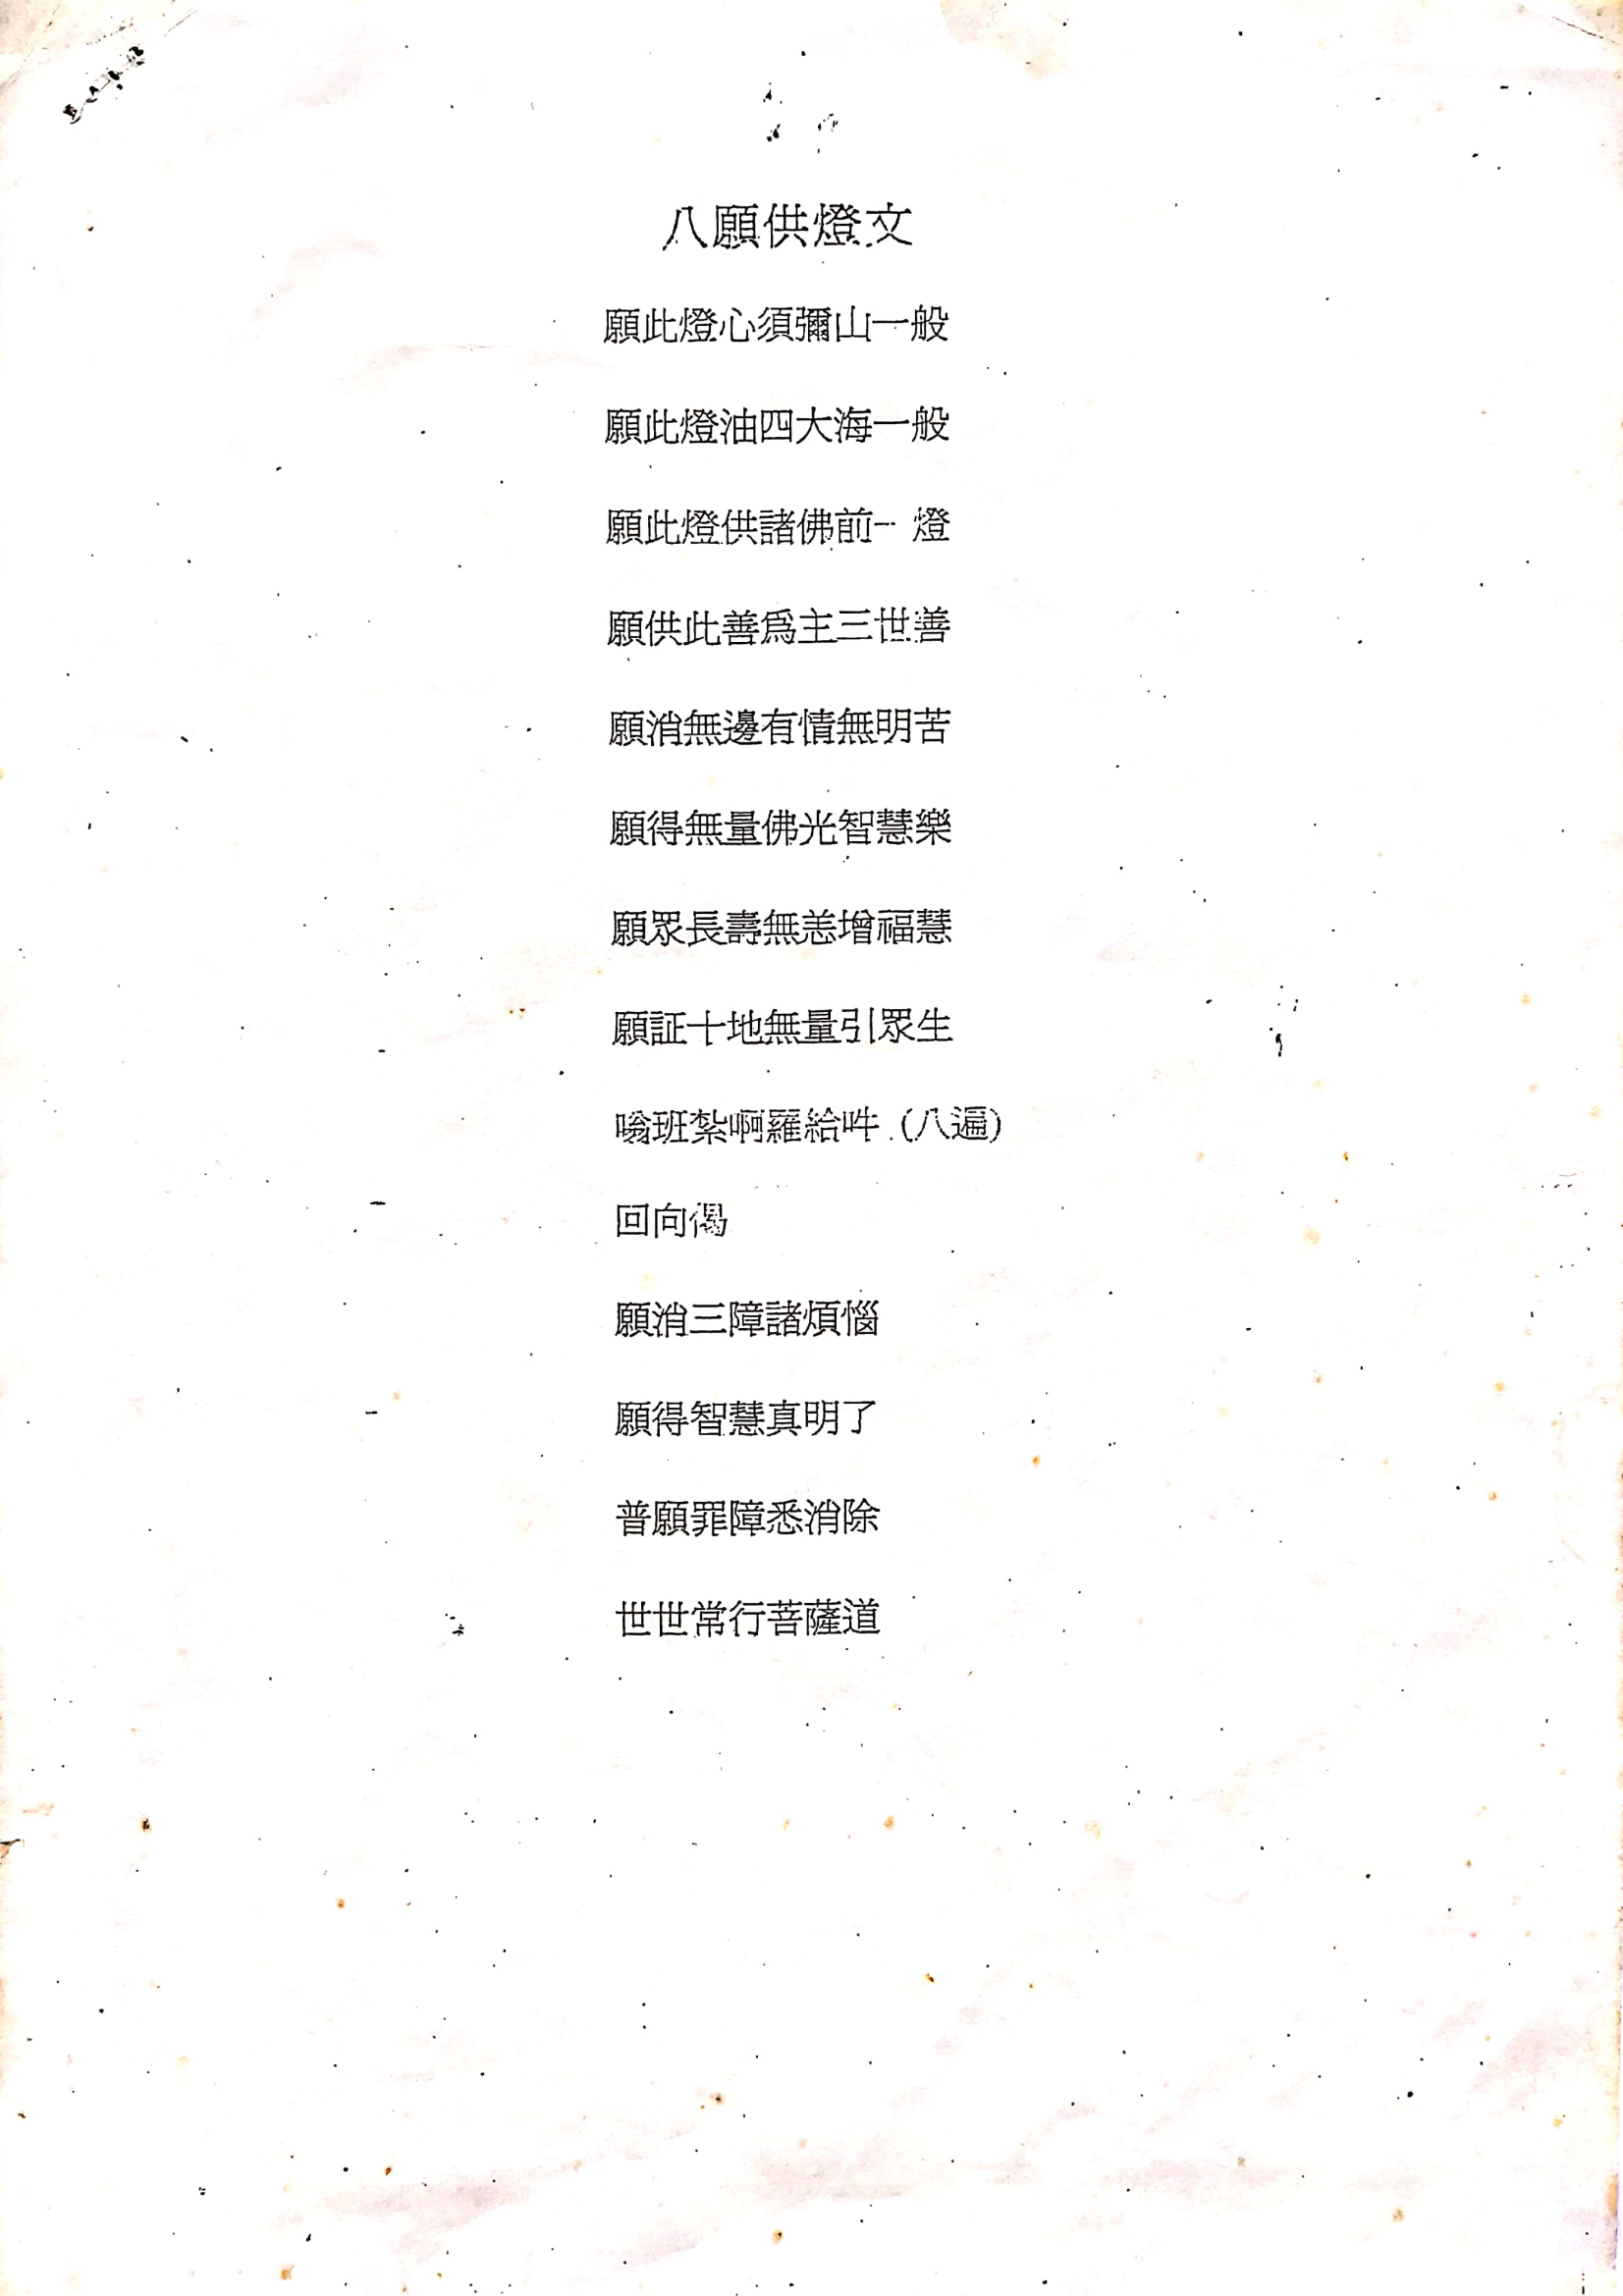 八願供燈文
願此燈心須彌山一般
願此燈油四大海一般
願此燈供諸佛前一燈
願供此善為主三世善
願消無邊有情無明苦
願得無量佛光智慧樂
願眾長壽無恙增福慧
願証十地無量引眾生
嗡班紮啊羅給吽(八遍)
回向偈
願消三障諸煩惱
願得智慧真明了
普願罪障悉消除
世世常行菩薩道